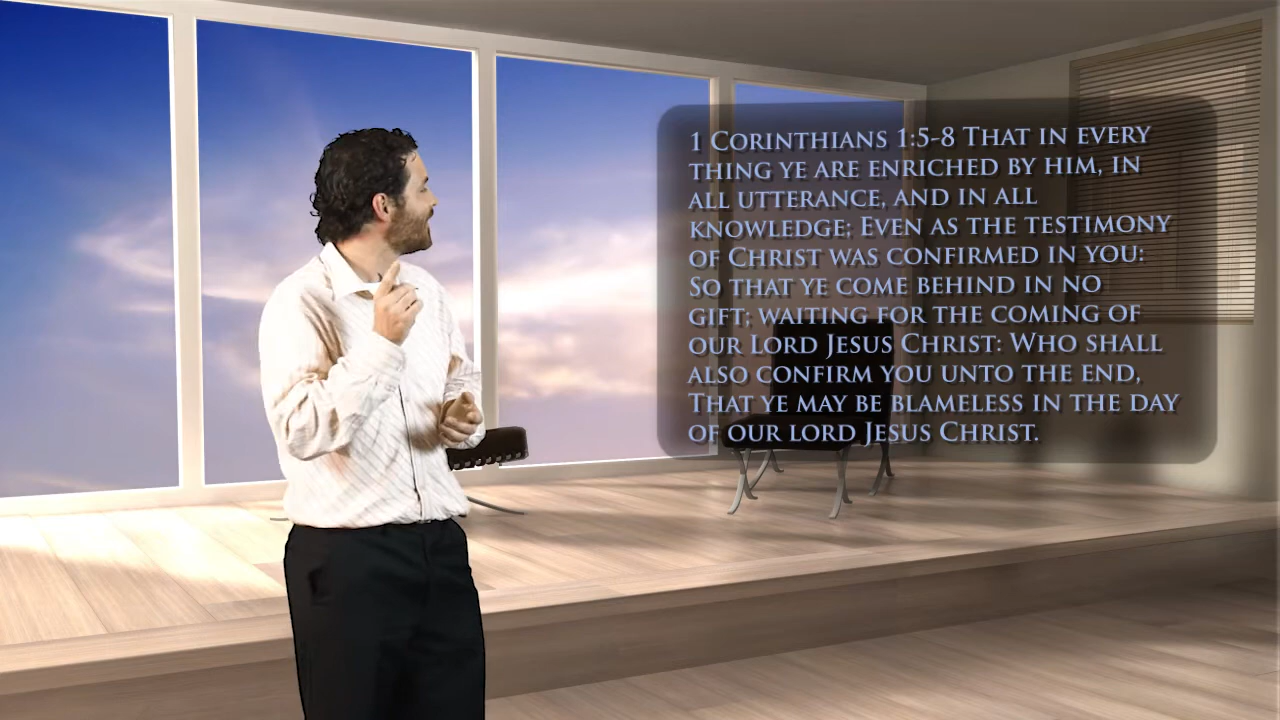 1 Corinthians 1:5-8 That in every
thing ye are enriched by him, in
all utterance, and in all
knowledge; Even as the testimony
of Christ was confirmed in you:
So that ye come behind in no
gift; waiting for the coming of
our Lord Jesus Christ: Who shall
also confirm you unto the end,
That ye may be blameless in the day
of our lord Jesus Christ.